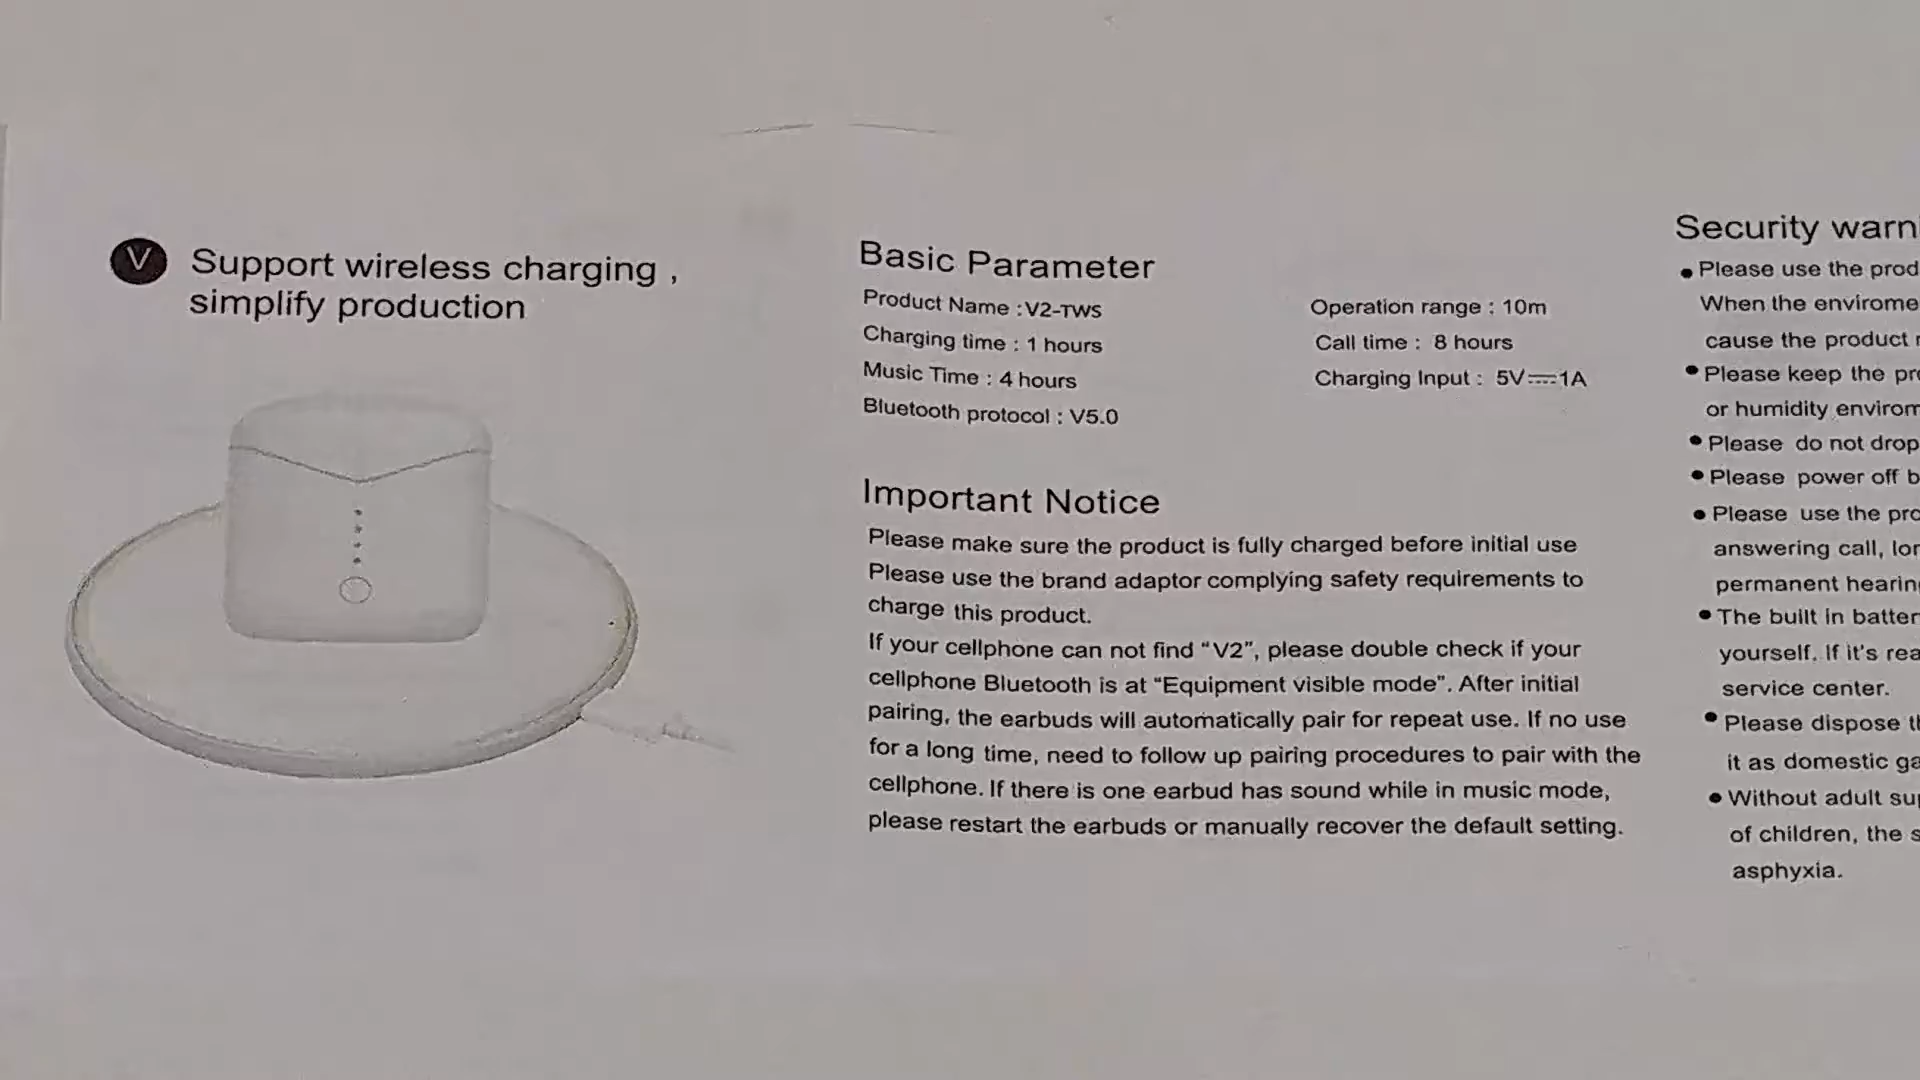 V
Support wireless charging ,
simplify production
Basic Parameter
Product Name :V2-TWS
Charging time : 1 hours
Music Time : 4 hours
Bluetooth protocol : V5.0
Operation range : 10m
Call time : 8 hours
Charging Input : 5V⎓1A
Important Notice
Please make sure the product is fully charged before initial use
Please use the brand adaptor complying safety requirements to
charge this product.
If your cellphone can not find “V2”, please double check if your
cellphone Bluetooth is at “Equipment visible mode”. After initial
pairing, the earbuds will automatically pair for repeat use. If no use
for a long time, need to follow up pairing procedures to pair with the
cellphone. If there is one earbud has sound while in music mode,
please restart the earbuds or manually recover the default setting.
Security
• Please use the
When the
cause the product
• Please keep the
or humidity
• Please do not drop
• Please power off
• Please use the
answering call,
permanent
• The built in
yourself. If it's
service center.
• Please dispose
it as domestic
• Without adult
of children, the
asphyxia.